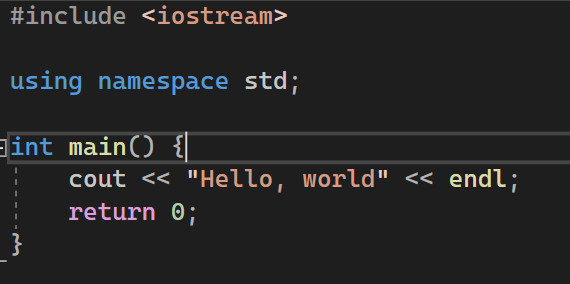 #include <iostream>
using namespace std;
int main() {
cout << "Hello, world" << endl;
return 0;
}